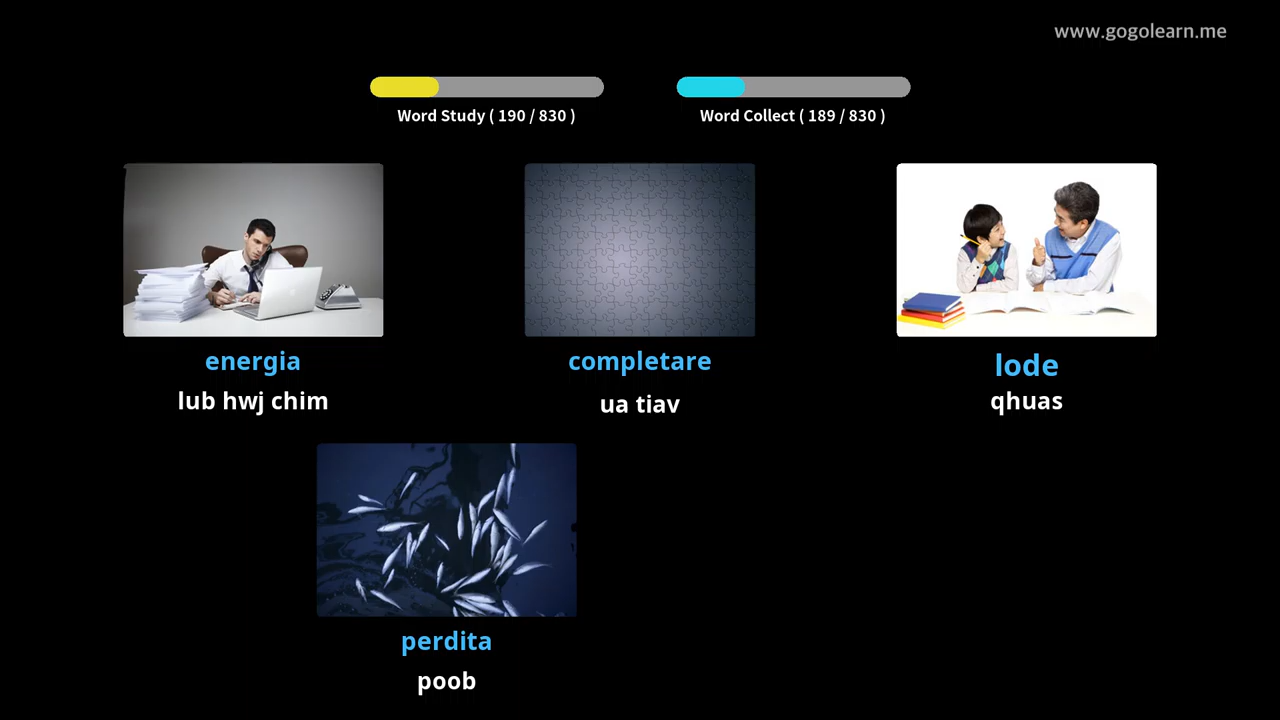 www.gogolearn.me
Word Study ( 190 / 830 )
Word Collect ( 189 / 830 )
energia
lub hwj chim
completare
ua tiav
lode
qhuas
perdita
poob